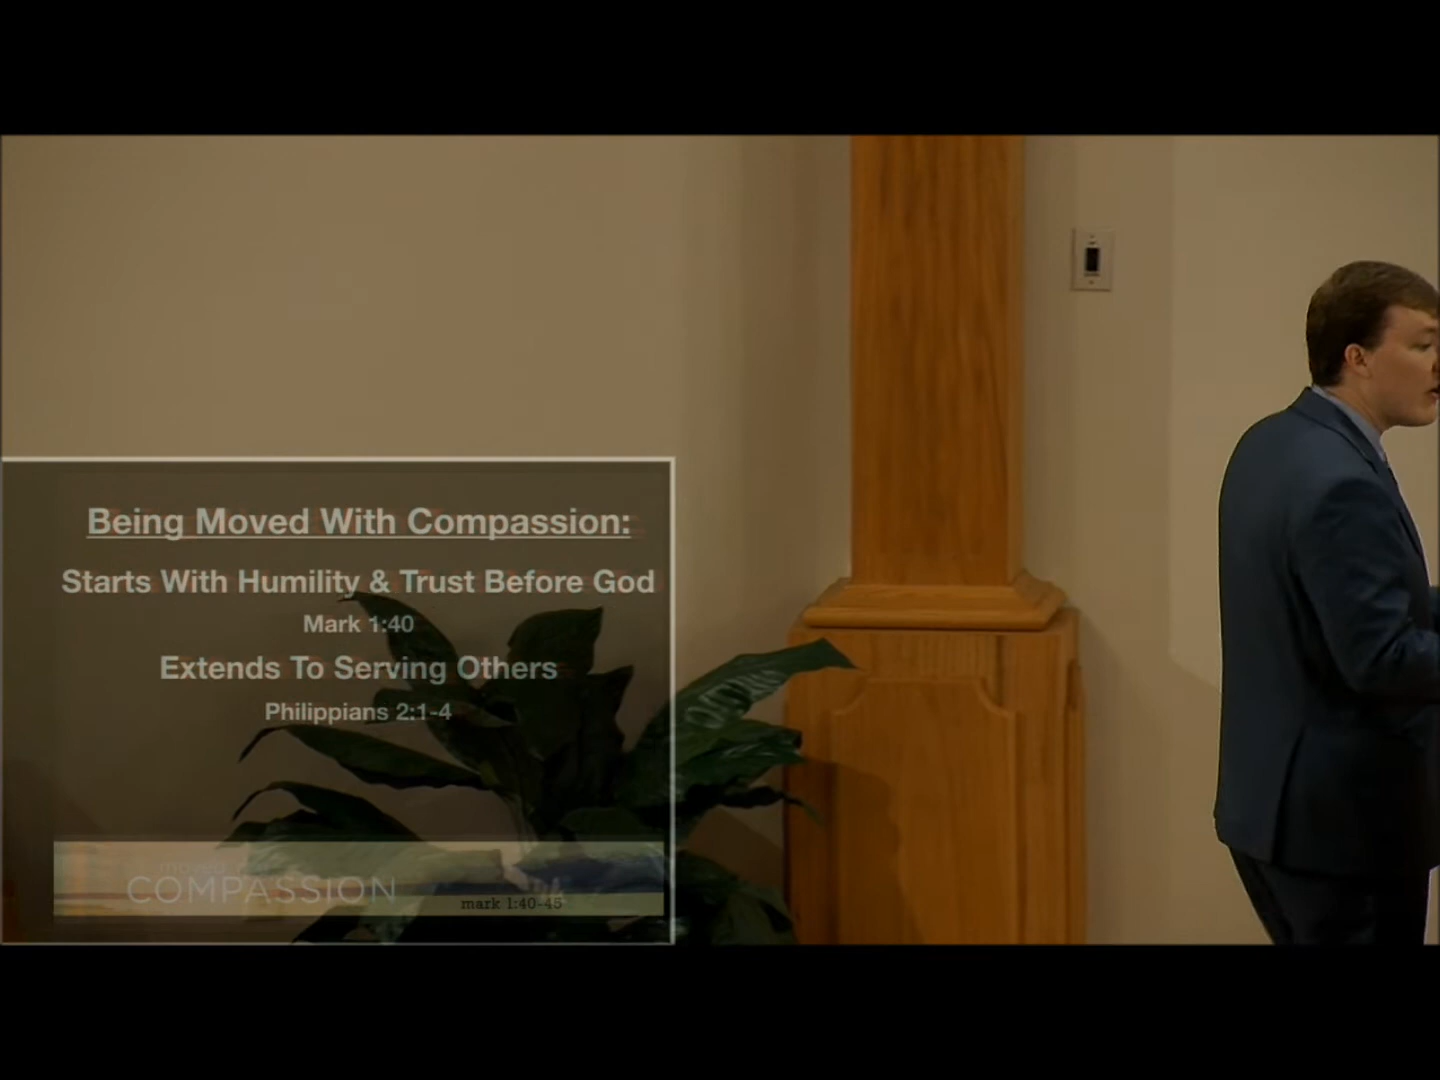 Being Moved With Compassion:
Starts With Humility & Trust Before God
Mark 1:40
Extends To Serving Others
Philippians 2:1-4
moved
COMPASSION
mark 1:40-45